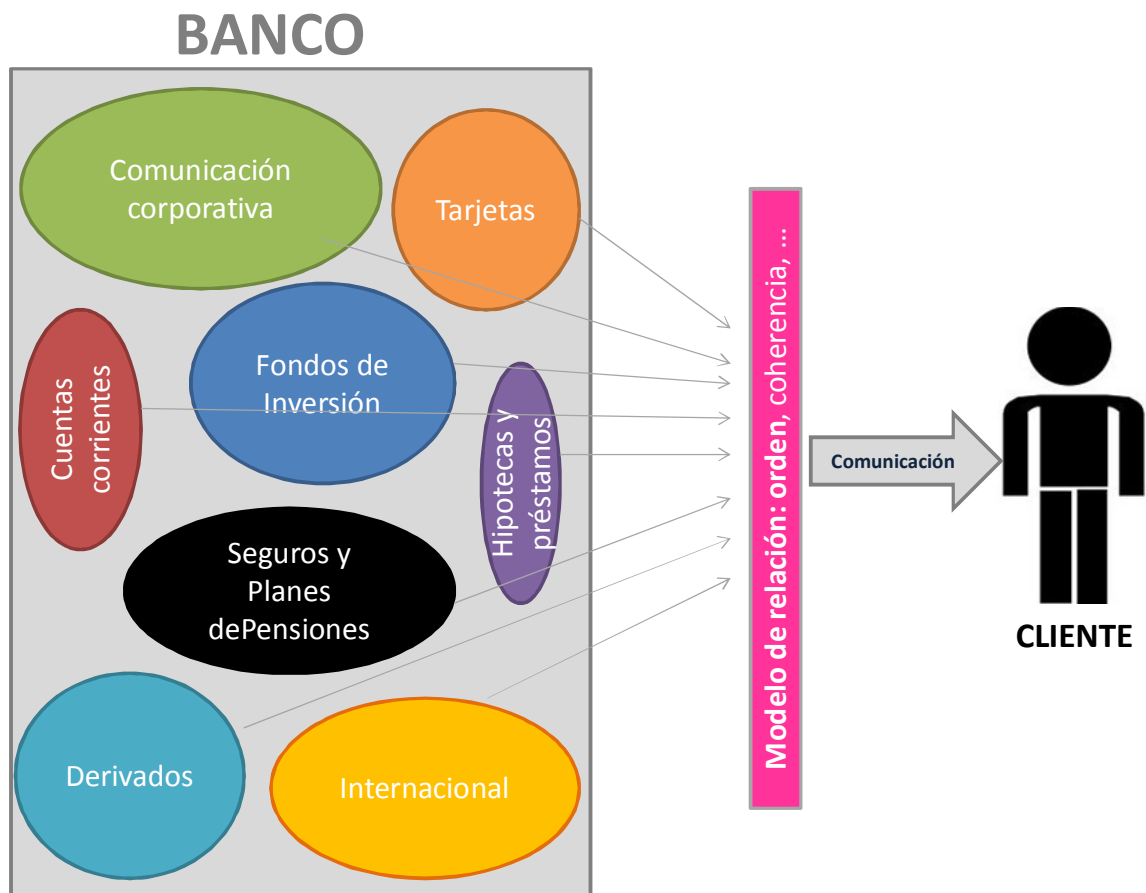 BANCO
Comunicación
corporativa
Tarjetas
Fondos de
Inversión
Cuentas
corrientes
Hipotecas y
préstamos
Seguros y
Planes
dePensiones
Derivados
Internacional
Modelo de relación: orden, coherencia, ...
Comunicación
CLIENTE